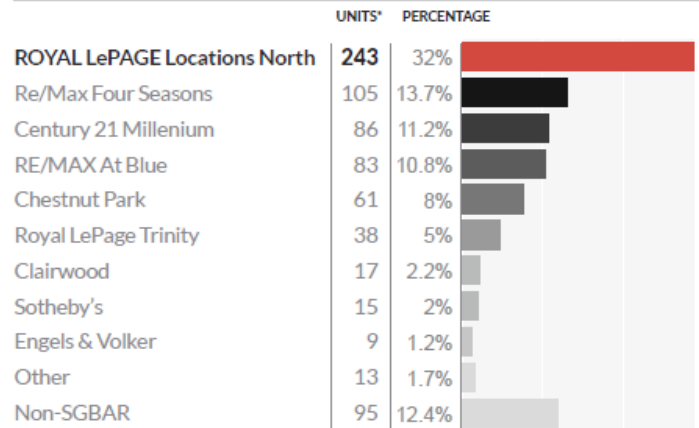 UNITS* PERCENTAGE
ROYAL LePAGE Locations North 243 32%
Re/Max Four Seasons 105 13.7%
Century 21 Millenium 86 11.2%
RE/MAX At Blue 83 10.8%
Chestnut Park 61 8%
Royal LePage Trinity 38 5%
Clairwood 17 2.2%
Sotheby's 15 2%
Engels & Volker 9 1.2%
Other 13 1.7%
Non-SGBAR 95 12.4%